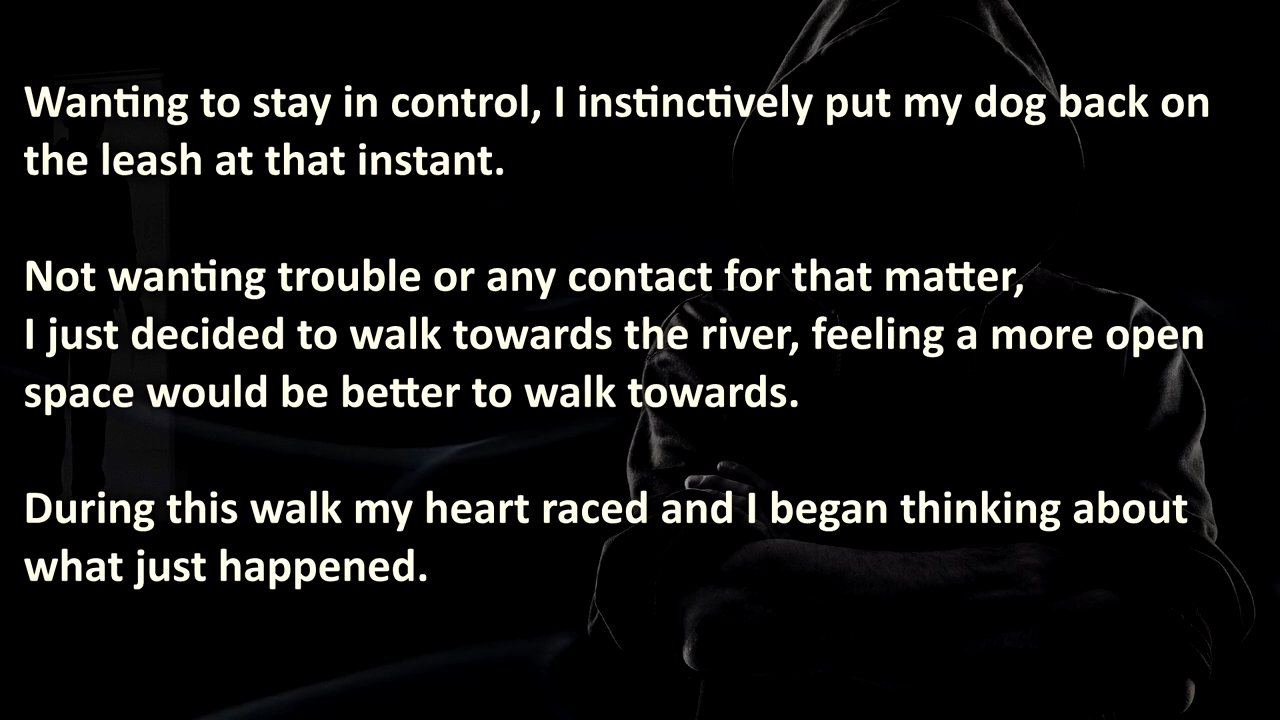 Wanting to stay in control, I instinctively put my dog back on
the leash at that instant.
Not wanting trouble or any contact for that matter,
I just decided to walk towards the river, feeling a more open
space would be better to walk towards.
During this walk my heart raced and I began thinking about
what just happened.